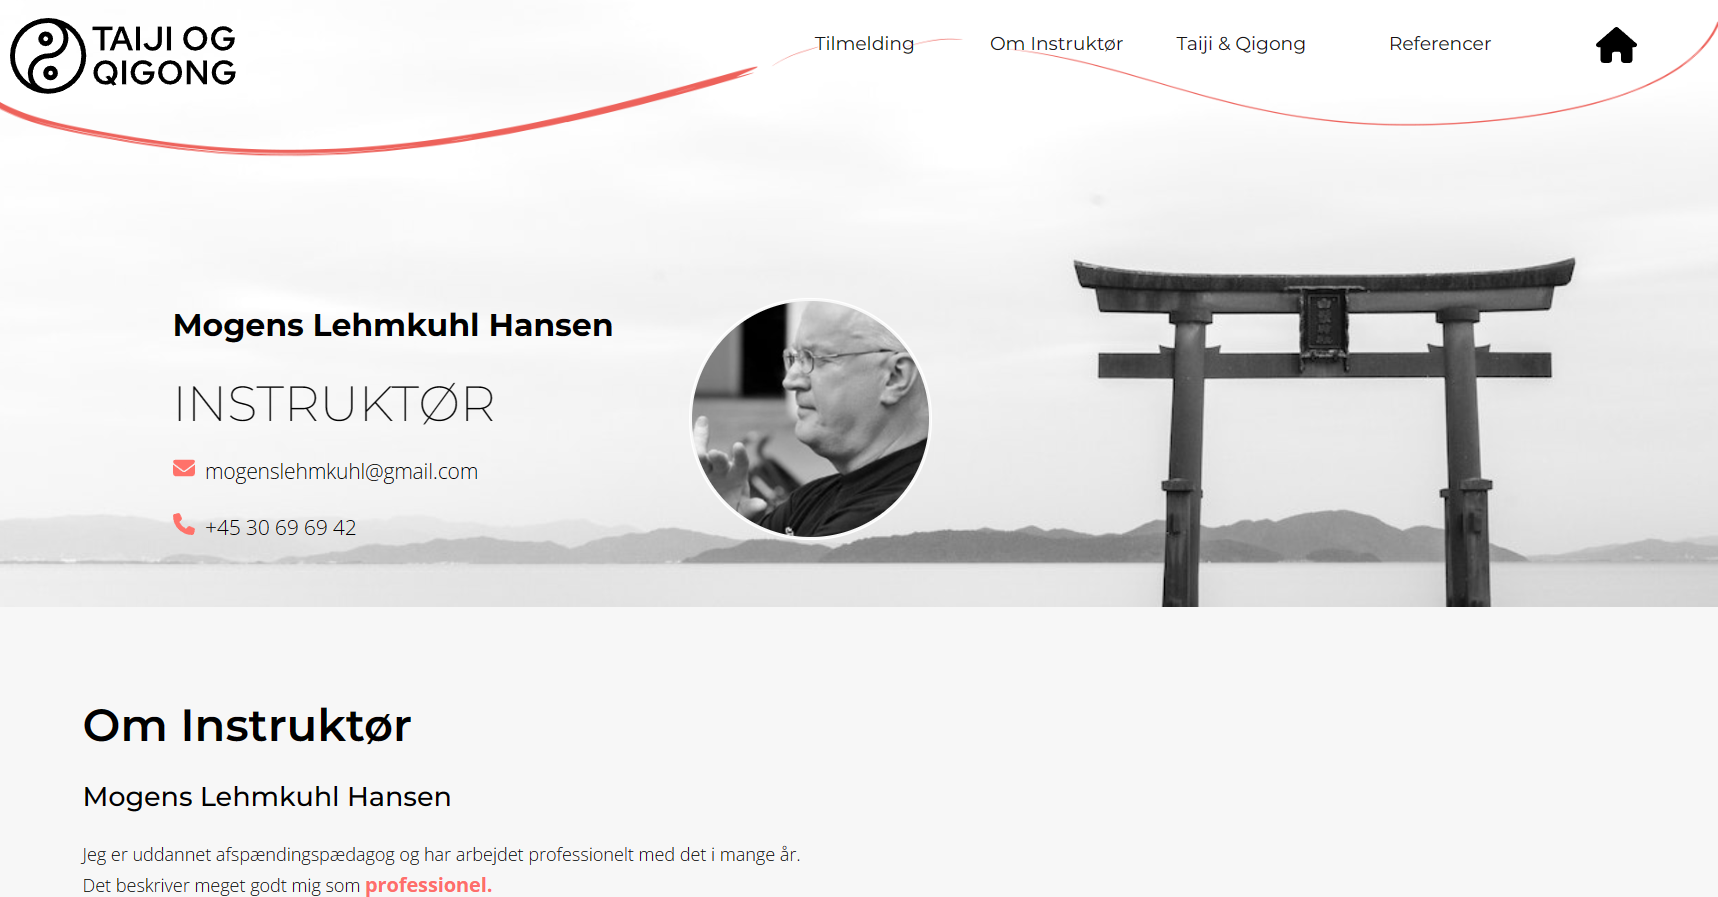 TAIJI OG
QIGONG
Tilmelding
Om Instruktør
Taiji & Qigong
Referencer
Mogens Lehmkuhl Hansen
INSTRUKTØR
mogenslehmkuhl@gmail.com
+45 30 69 69 42
Om Instruktør
Mogens Lehmkuhl Hansen
Jeg er uddannet afspændingspædagog og har arbejdet professionelt med det i mange år.
Det beskriver meget godt mig som professionel.